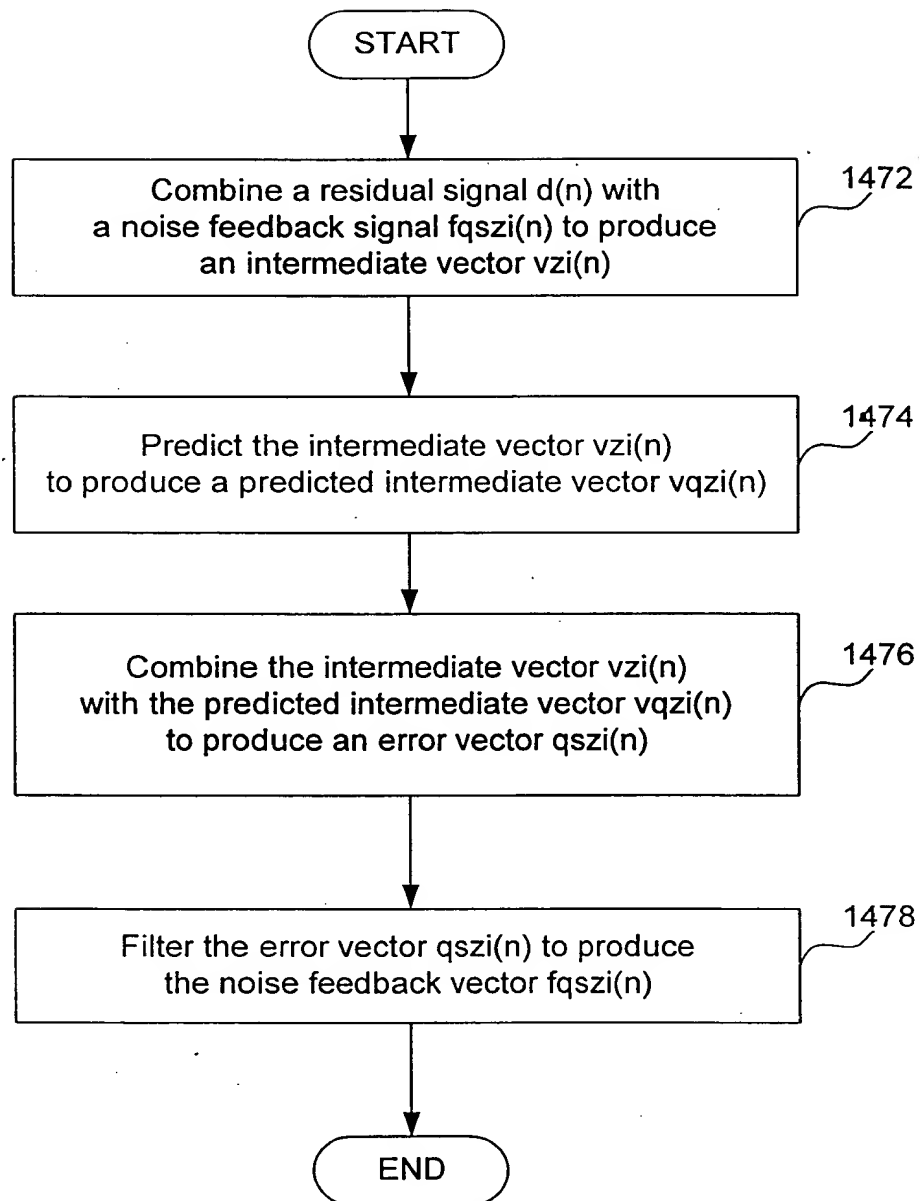 START
Combine a residual signal d(n) with
a noise feedback signal fqszi(n) to produce
an intermediate vector vzi(n)
1472
Predict the intermediate vector vzi(n)
to produce a predicted intermediate vector vqzi(n)
1474
Combine the intermediate vector vzi(n)
with the predicted intermediate vector vqzi(n)
to produce an error vector qszi(n)
1476
Filter the error vector qszi(n) to produce
the noise feedback vector fqszi(n)
1478
END